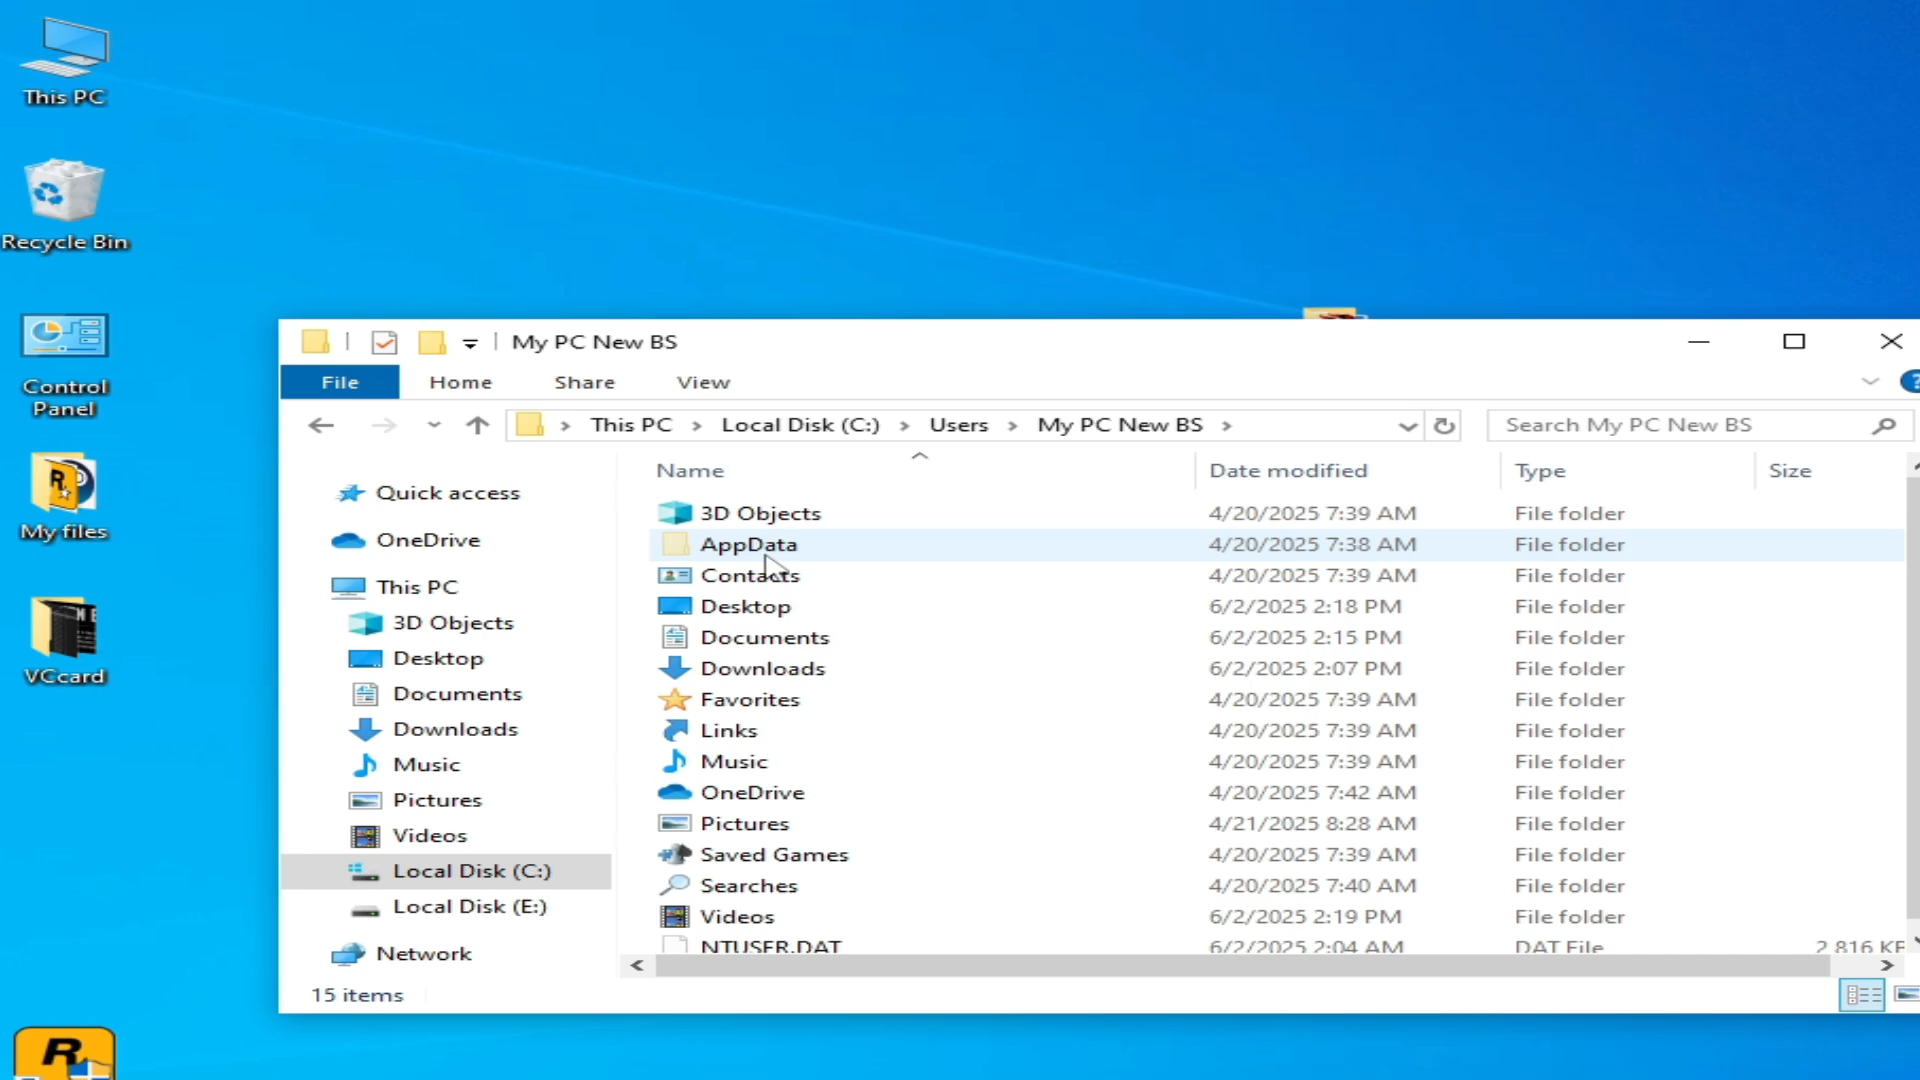 This PC
Recycle Bin
Control
Panel
My files
VCcard
My PC New BS
File Home Share View
This PC Local Disk (C:) Users My PC New BS
Search My PC New BS
Quick access
OneDrive
This PC
3D Objects
Desktop
Documents
Downloads
Music
Pictures
Videos
Local Disk (C:)
Local Disk (E:)
Network
Name Date modified Type Size
3D Objects 4/20/2025 7:39 AM File folder
AppData 4/20/2025 7:38 AM File folder
Contacts 4/20/2025 7:39 AM File folder
Desktop 6/2/2025 2:18 PM File folder
Documents 6/2/2025 2:15 PM File folder
Downloads 6/2/2025 2:07 PM File folder
Favorites 4/20/2025 7:39 AM File folder
Links 4/20/2025 7:39 AM File folder
Music 4/20/2025 7:39 AM File folder
OneDrive 4/20/2025 7:42 AM File folder
Pictures 4/21/2025 8:28 AM File folder
Saved Games 4/20/2025 7:39 AM File folder
Searches 4/20/2025 7:40 AM File folder
Videos 6/2/2025 2:19 PM File folder
NTUSER.DAT 6/2/2025 2:04 AM DAT File 2,816 KB
15 items